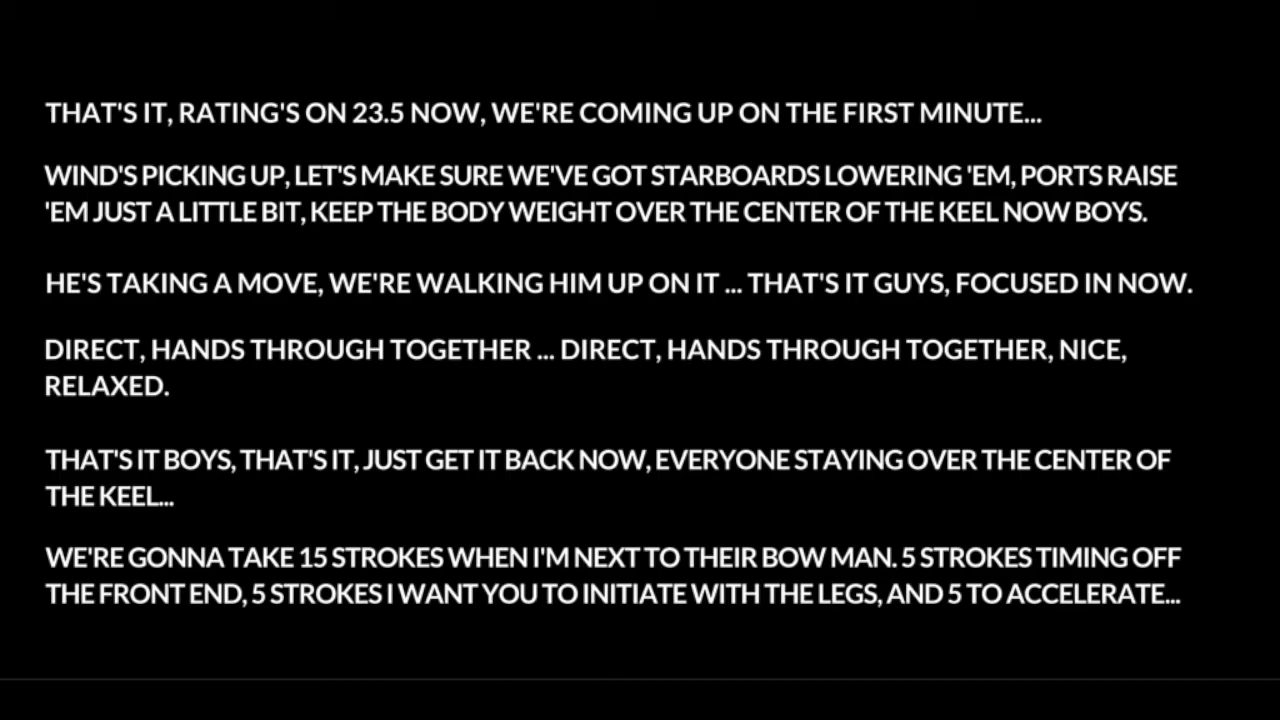 THAT'S IT, RATING'S ON 23.5 NOW, WE'RE COMING UP ON THE FIRST MINUTE...
WIND'S PICKING UP, LET'S MAKE SURE WE'VE GOT STARBOARDS LOWERING 'EM, PORTS RAISE
'EM JUST A LITTLE BIT, KEEP THE BODY WEIGHT OVER THE CENTER OF THE KEEL NOW BOYS.
HE'S TAKING A MOVE, WE'RE WALKING HIM UP ON IT ... THAT'S IT GUYS, FOCUSED IN NOW.
DIRECT, HANDS THROUGH TOGETHER ... DIRECT, HANDS THROUGH TOGETHER, NICE,
RELAXED.
THAT'S IT BOYS, THAT'S IT, JUST GET IT BACK NOW, EVERYONE STAYING OVER THE CENTER OF
THE KEEL...
WE'RE GONNA TAKE 15 STROKES WHEN I'M NEXT TO THEIR BOW MAN. 5 STROKES TIMING OFF
THE FRONT END, 5 STROKES I WANT YOU TO INITIATE WITH THE LEGS, AND 5 TO ACCELERATE...